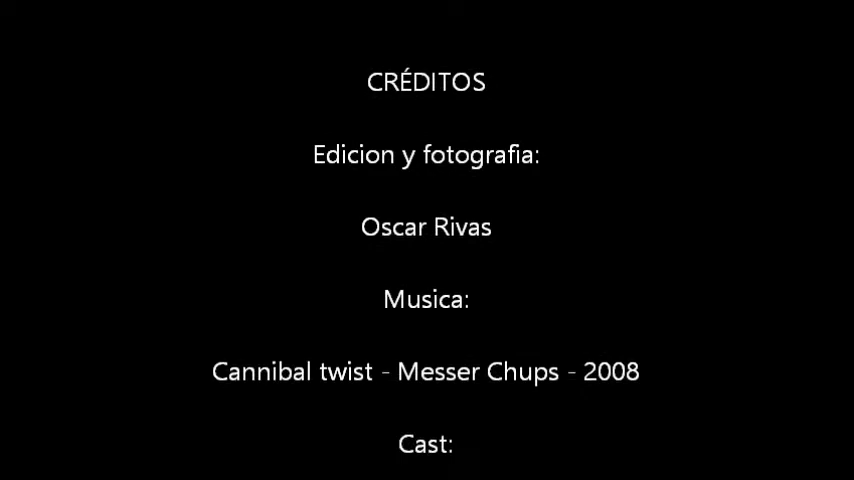 CRÉDITOS
Edicion y fotografia:
Oscar Rivas
Musica:
Cannibal twist - Messer Chups - 2008
Cast: